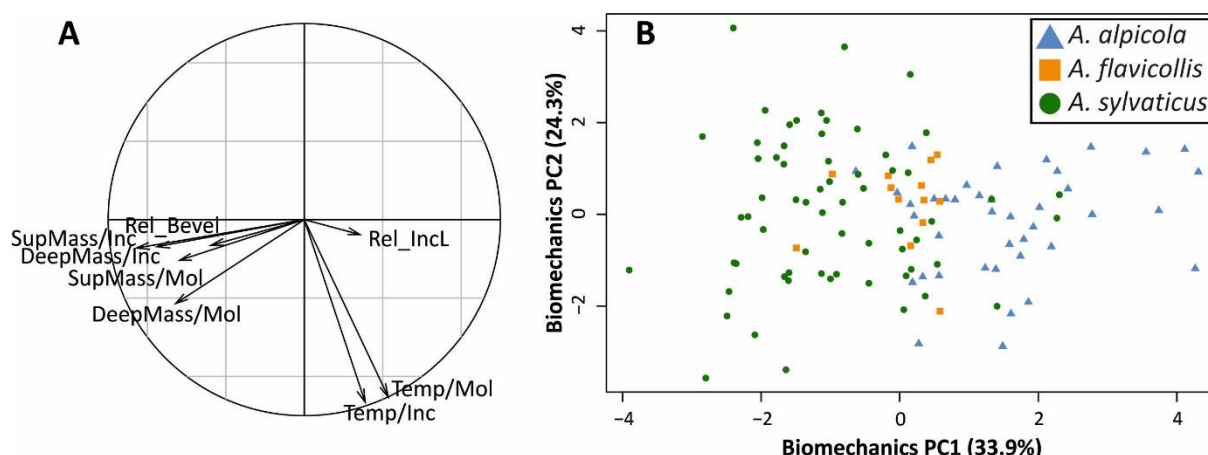 A
Rel_Bevel
SupMass/Inc
DeepMass/Inc
SupMass/Mol
DeepMass/Mol
Rel_IncL
Temp/Mol
Temp/Inc
B
A. alpicola
A. flavicollis
A. sylvaticus
Biomechanics PC2 (24.3%)
4
2
0
−2
−4
−2
0
2
4
Biomechanics PC1 (33.9%)